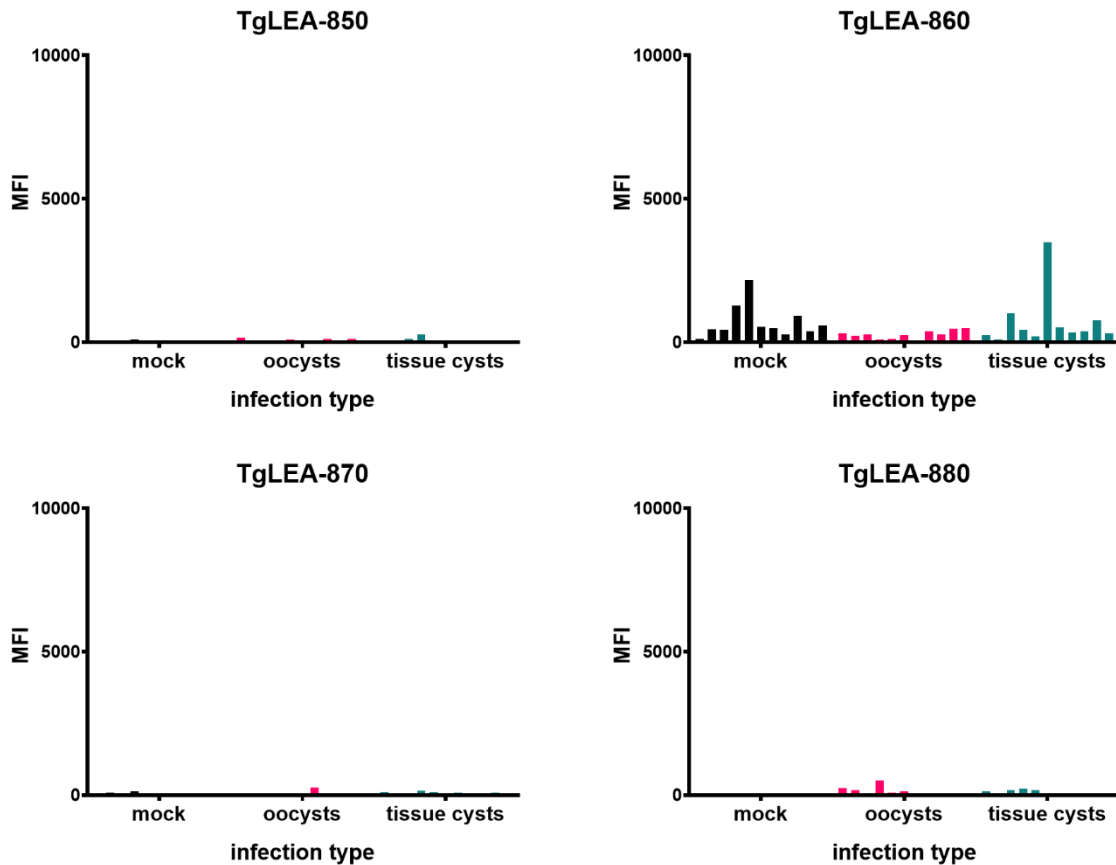 TgLEA-850
10000
5000
0
MFI
mock oocysts tissue cysts
infection type
TgLEA-860
10000
5000
0
MFI
mock oocysts tissue cysts
infection type
TgLEA-870
10000
5000
0
MFI
mock oocysts tissue cysts
infection type
TgLEA-880
10000
5000
0
MFI
mock oocysts tissue cysts
infection type